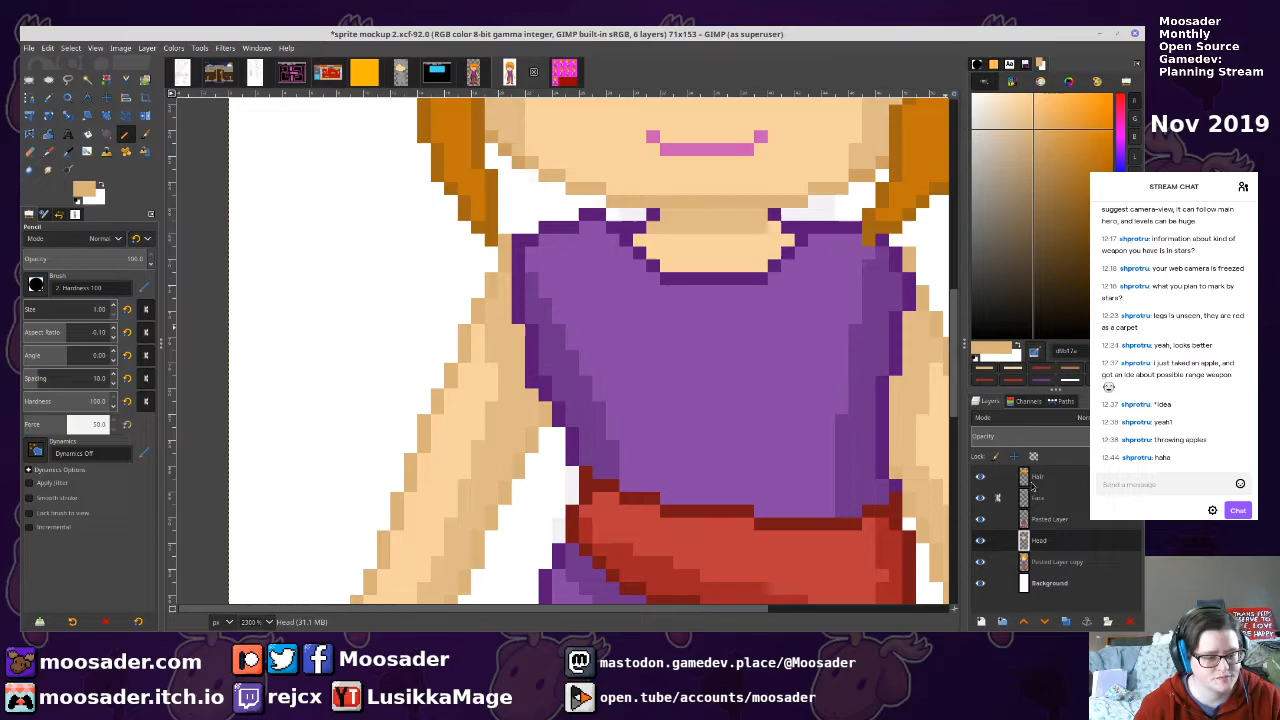 *sprite mockup 2.xcf-92.0 (RGB color 8-bit gamma integer, GIMP built-in sRGB, 6 layers) 71x153 – GIMP (as superuser)
File Edit Select View Image Layer Colors Tools Filters Windows Help
Moosader
Monthly
Open Source
Gamedev:
Planning Stream
Nov 2019
STREAM CHAT
suggest camera-view, it can follow main
hero, and levels can be huge
12:17 shprotru: information about kind of
weapon you have is in stars?
12:18 shprotru: your web camera is freezed
12:18 shprotru: what you plan to mark by
stars?
12:23 shprotru: legs is unseen, they are red
as a carpet
12:24 shprotru: yeah, looks better
12:37 shprotru: i just taked an apple, and
got an ide about possible range weapon
12:37 shprotru: *idea
12:38 shprotru: yeah1
12:38 shprotru: throwing apples
12:44 shprotru: haha
Send a message
Chat
Pencil
Mode Normal
Opacity 100.0
Brush
2. Hardness 100
Size 1.00
Aspect Ratio -0.10
Angle 0.00
Spacing 10.0
Hardness 100.0
Force 50.0
Dynamics
Dynamics Off
Dynamics Options
Apply Jitter
Smooth stroke
Lock brush to view
Incremental
R
G
B
L
d9b17a
Layers Channels Paths
Mode Norm
Opacity
Lock:
Hair
Face
Pasted Layer
Head
Pasted Layer copy
Background
px 2300 % Head (31.1 MB)
moosader.com
Moosader
mastodon.gamedev.place/@Moosader
moosader.itch.io
rejcx
LusikkaMage
open.tube/accounts/moosader